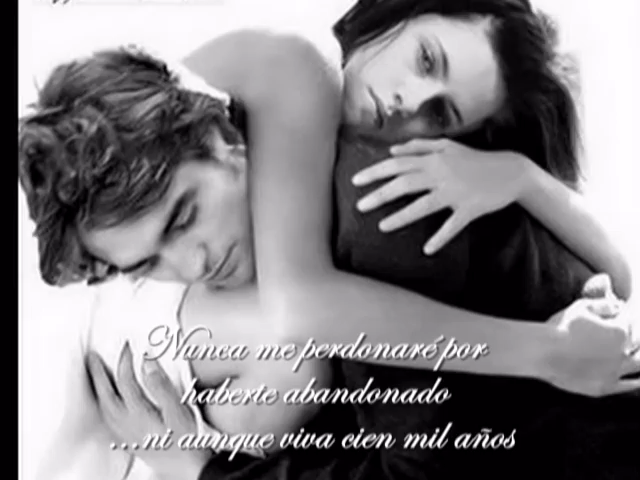 Nunca me perdonaré por
haberte abandonado
...ni aunque viva cien mil años